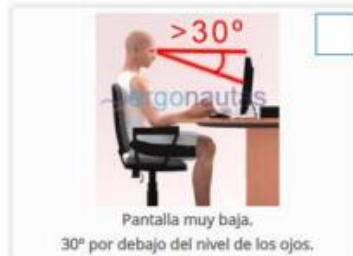 >30º
ergonautas
Pantalla muy baja.
30º por debajo del nivel de los ojos.